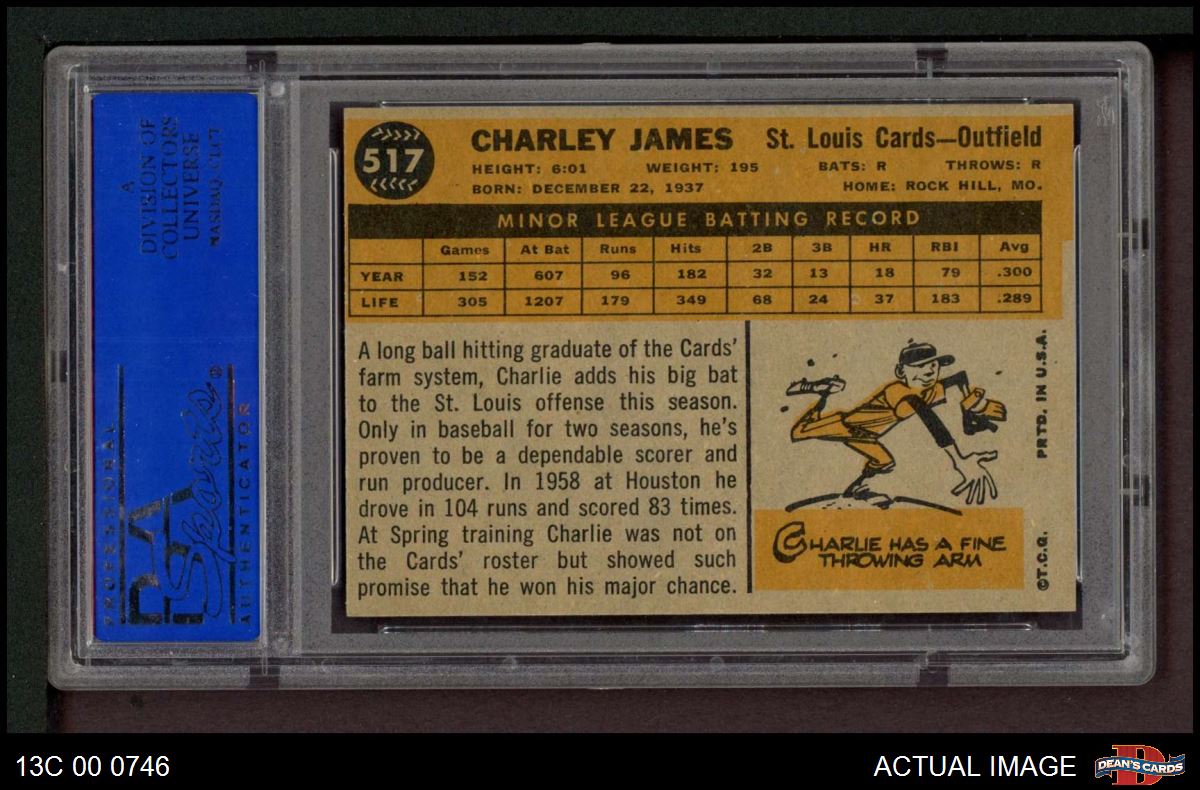 A
DIVISION OF
COLLECTORS
UNIVERSE
NASDAQ: CLCT
PROFESSIONAL
PSA
Sports®
AUTHENTICATOR
517
CHARLEY JAMES St. Louis Cards—Outfield
HEIGHT: 6:01 WEIGHT: 195 BATS: R THROWS: R
BORN: DECEMBER 22, 1937 HOME: ROCK HILL, MO.
MINOR LEAGUE BATTING RECORD
Games At Bat Runs Hits 2B 3B HR RBI Avg
YEAR 152 607 96 182 32 13 18 79 .300
LIFE 305 1207 179 349 68 24 37 183 .289
A long ball hitting graduate of the Cards'
farm system, Charlie adds his big bat
to the St. Louis offense this season.
Only in baseball for two seasons, he's
proven to be a dependable scorer and
run producer. In 1958 at Houston he
drove in 104 runs and scored 83 times.
At Spring training Charlie was not on
the Cards' roster but showed such
promise that he won his major chance.
CHARLIE HAS A FINE
THROWING ARM
©T.C.G. PRTD. IN U.S.A.
13C 00 0746
ACTUAL IMAGE
D
DEAN'S CARDS